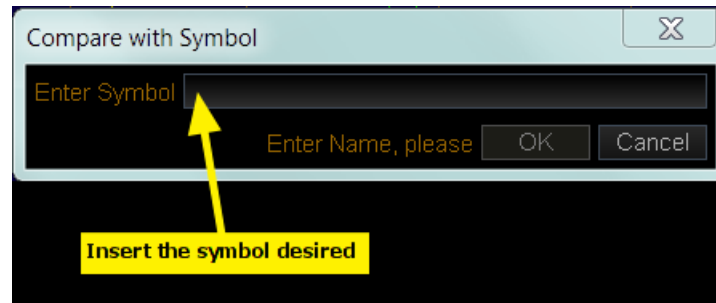 Compare with Symbol
Enter Symbol
Enter Name, please OK Cancel
Insert the symbol desired